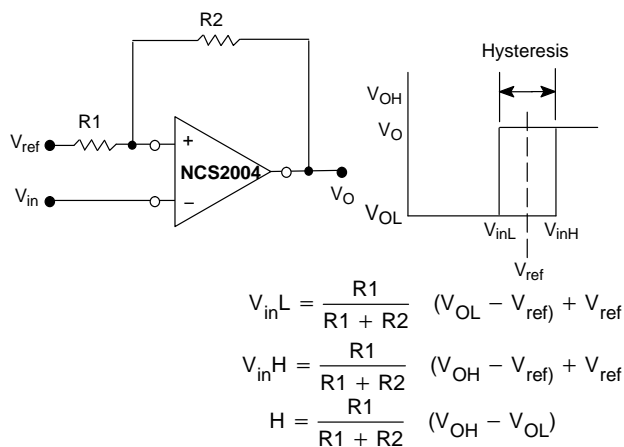 R2
Hysteresis
R1
V_OH
V_O
V_ref
+
NCS2004
V_in
−
V_O
V_OL
V_inL
V_inH
V_ref
V_inL = R1 / (R1 + R2) (V_OL − V_ref) + V_ref
V_inH = R1 / (R1 + R2) (V_OH − V_ref) + V_ref
H = R1 / (R1 + R2) (V_OH − V_OL)